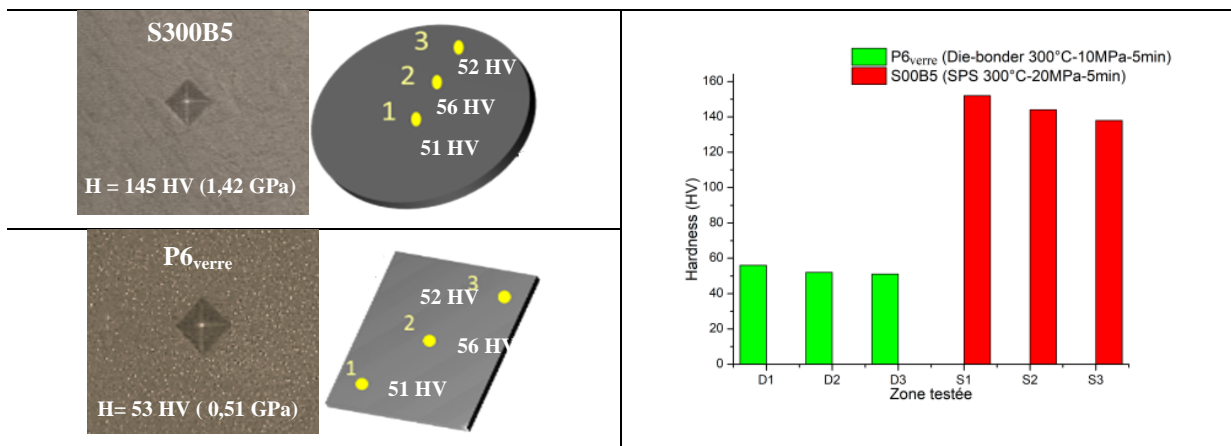 S300B5
H = 145 HV (1,42 GPa)
3
52 HV
2
56 HV
1
51 HV
P6verre
H= 53 HV ( 0,51 GPa)
3
52 HV
2
56 HV
1
51 HV
P6verre (Die-bonder 300°C-10MPa-5min)
S00B5 (SPS 300°C-20MPa-5min)
Hardness (HV)
160
140
120
100
80
60
40
20
0
D1 D2 D3 S1 S2 S3
Zone testée